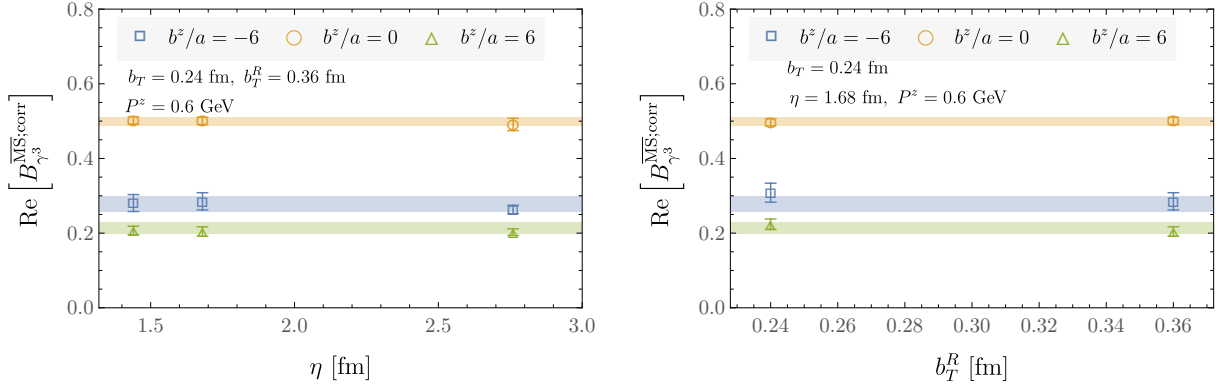 b^z/a = −6 b^z/a = 0 b^z/a = 6
b_T = 0.24 fm, b_T^R = 0.36 fm
P^z = 0.6 GeV
Re [B_{γ^3}^{\overline{MS};corr}]
0.8
0.6
0.4
0.2
0.0
1.5 2.0 2.5 3.0
η [fm]
b^z/a = −6 b^z/a = 0 b^z/a = 6
b_T = 0.24 fm
η = 1.68 fm, P^z = 0.6 GeV
Re [B_{γ^3}^{\overline{MS};corr}]
0.8
0.6
0.4
0.2
0.0
0.24 0.26 0.28 0.30 0.32 0.34 0.36
b_T^R [fm]